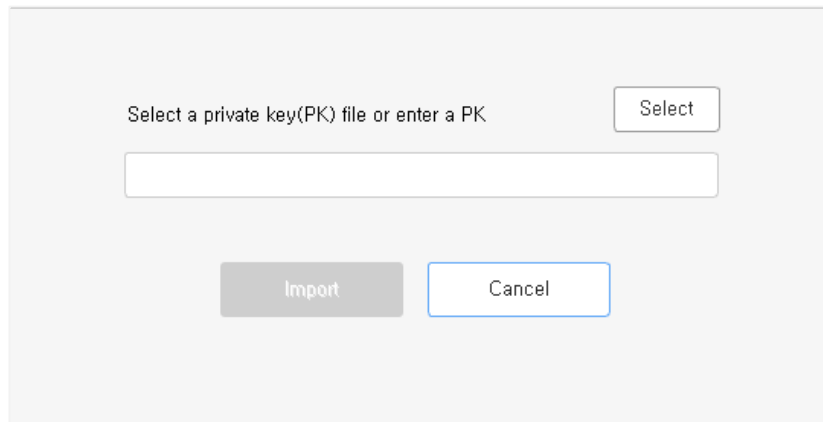 Select a private key(PK) file or enter a PK
Select
Import
Cancel